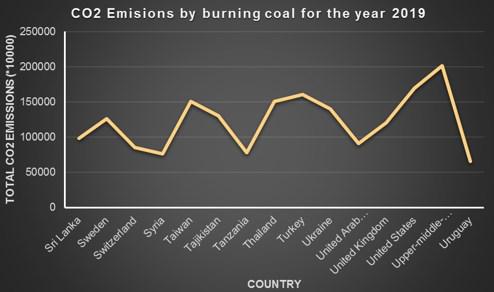 CO2 Emisions by burning coal for the year 2019
TOTAL CO2 EMISSIONS (*10000)
250000
200000
150000
100000
50000
0
Sri Lanka
Sweden
Switzerland
Syria
Taiwan
Tajikistan
Tanzania
Thailand
Turkey
Ukraine
United Arab...
United Kingdom
United States
Upper-middle-...
Uruguay
COUNTRY